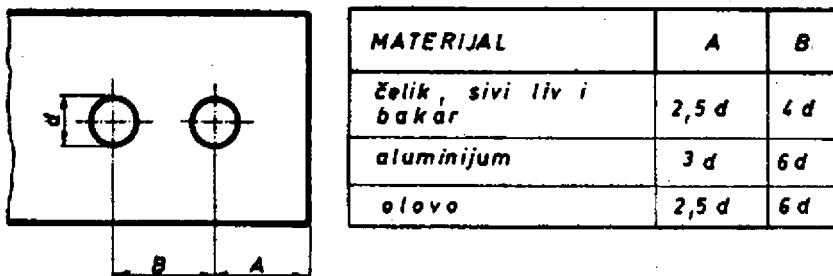 d
B A
MATERIJAL A B
čelik, sivi liv i
bakar 2,5 d 4 d
aluminijum 3 d 6 d
olovo 2,5 d 6 d